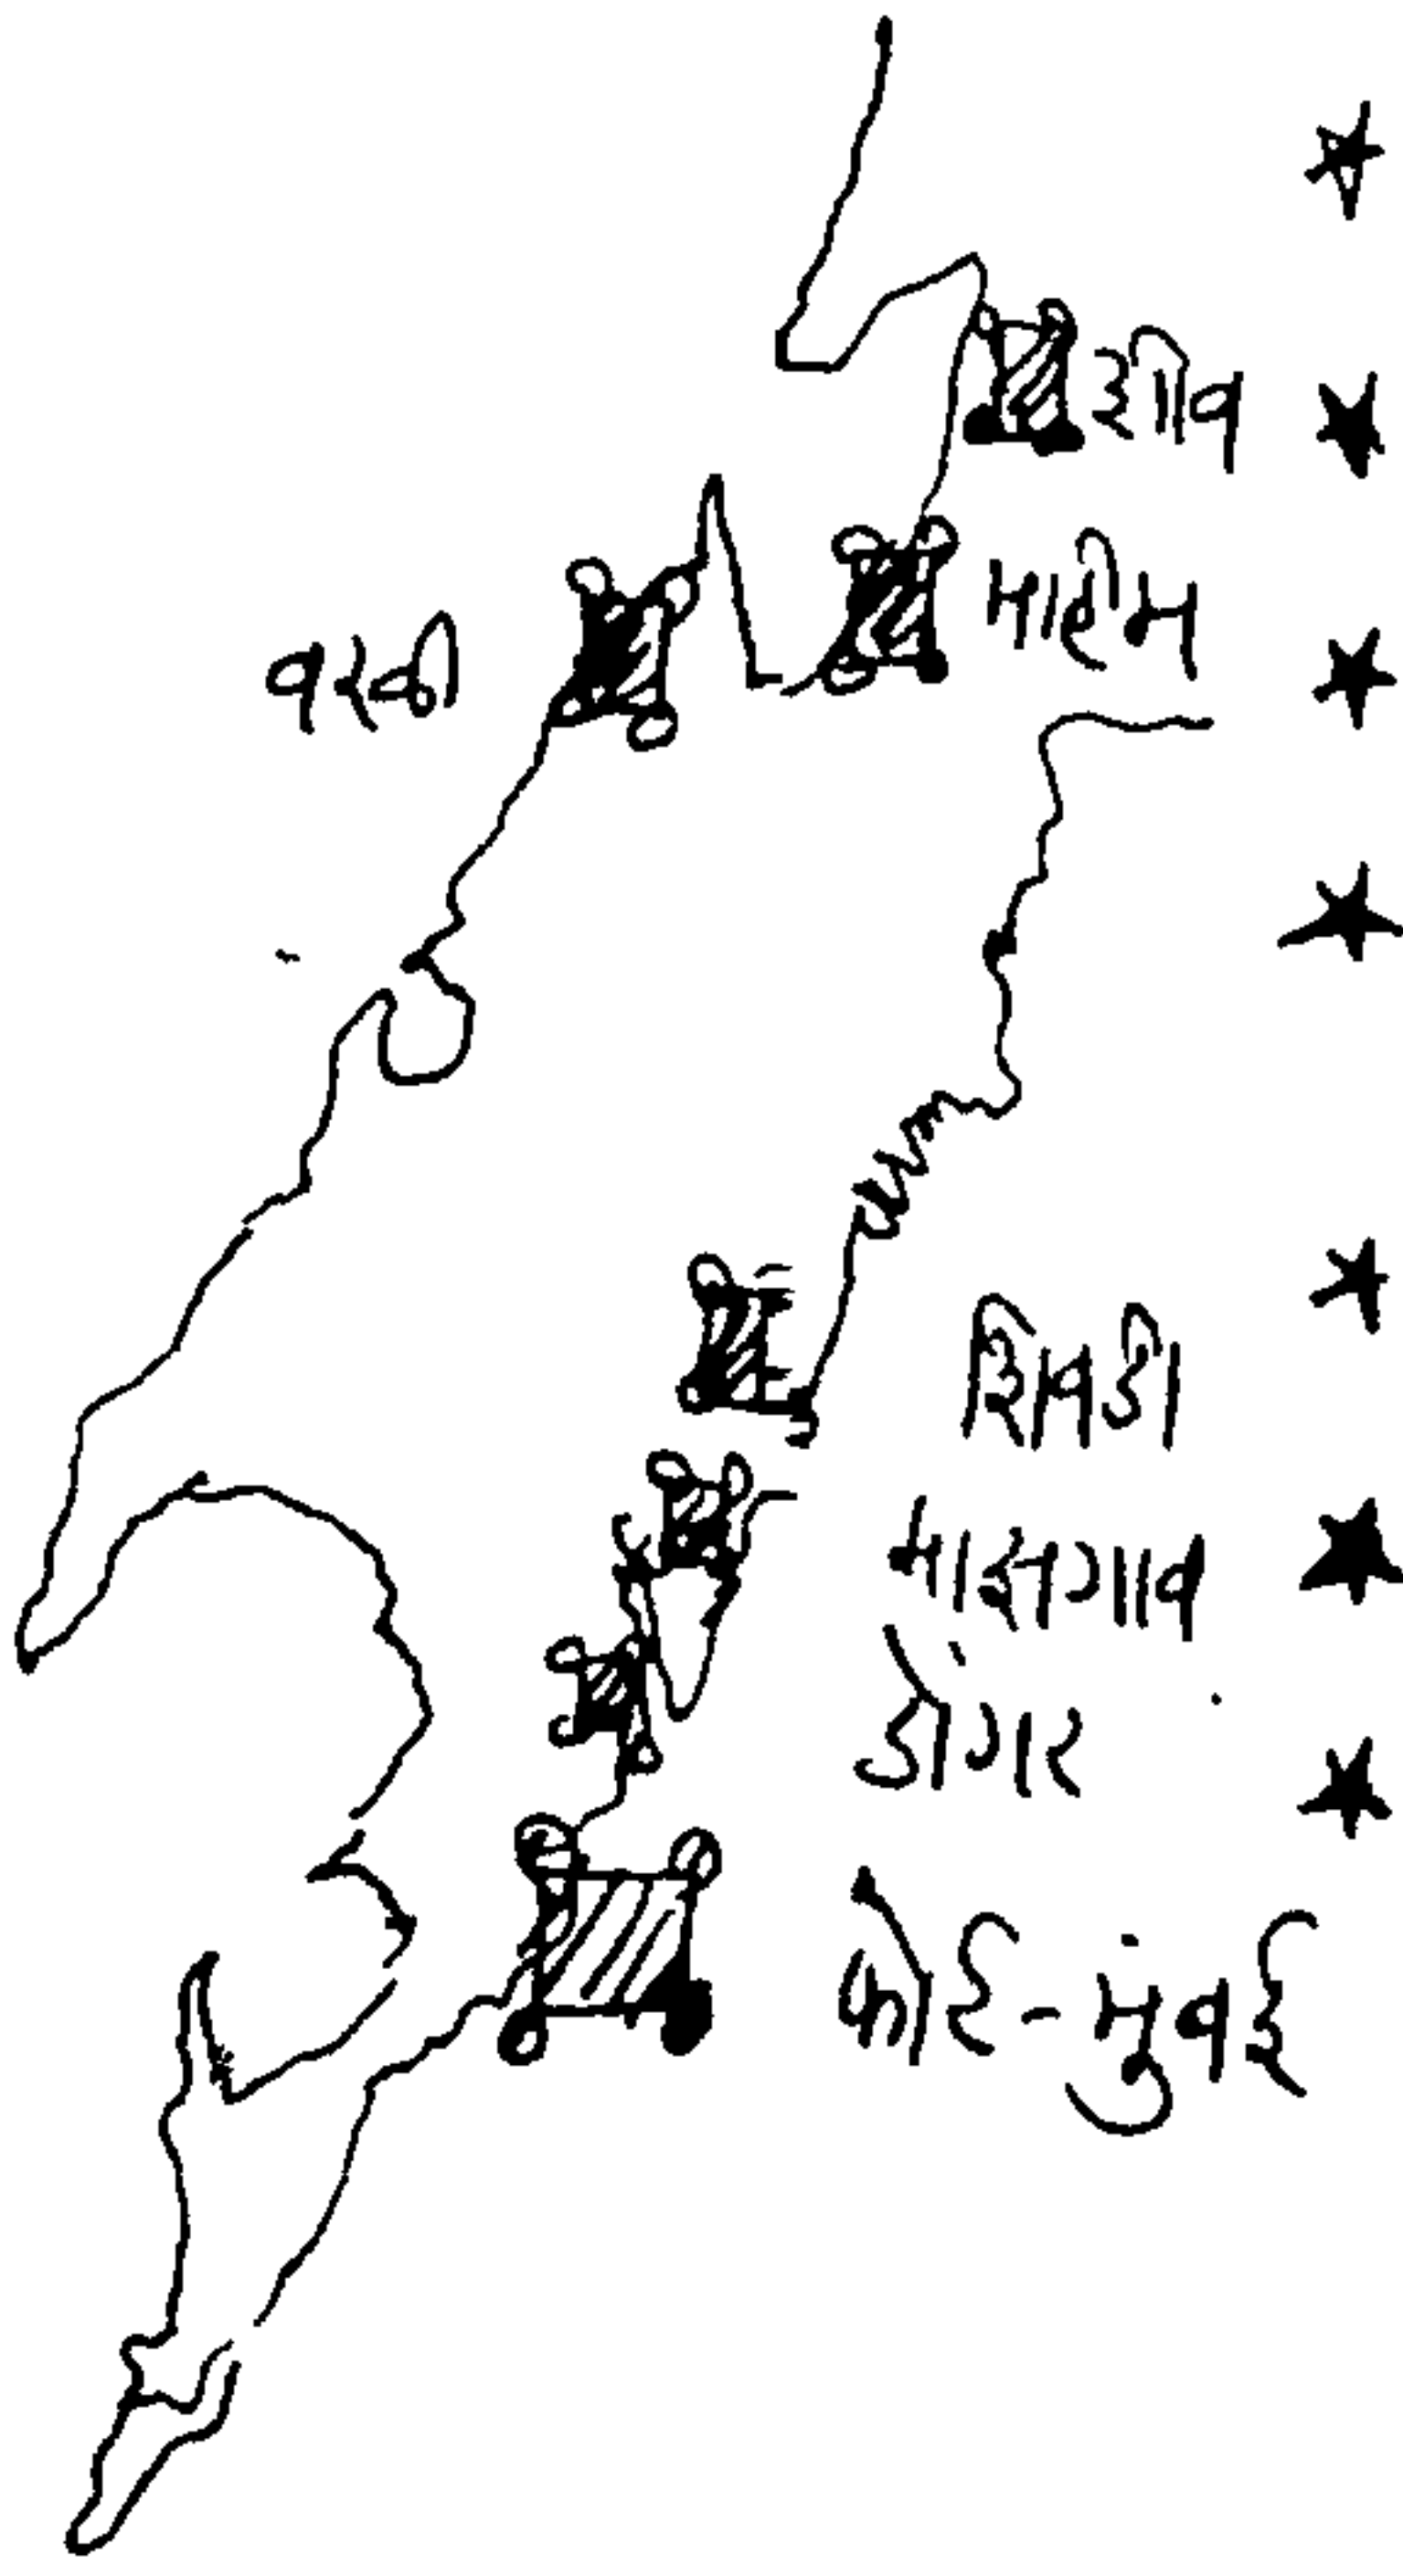 शीव
माहीम
वरळी
शिवडी
माझगाव
डोंगर
फोर्ट-मुंबई